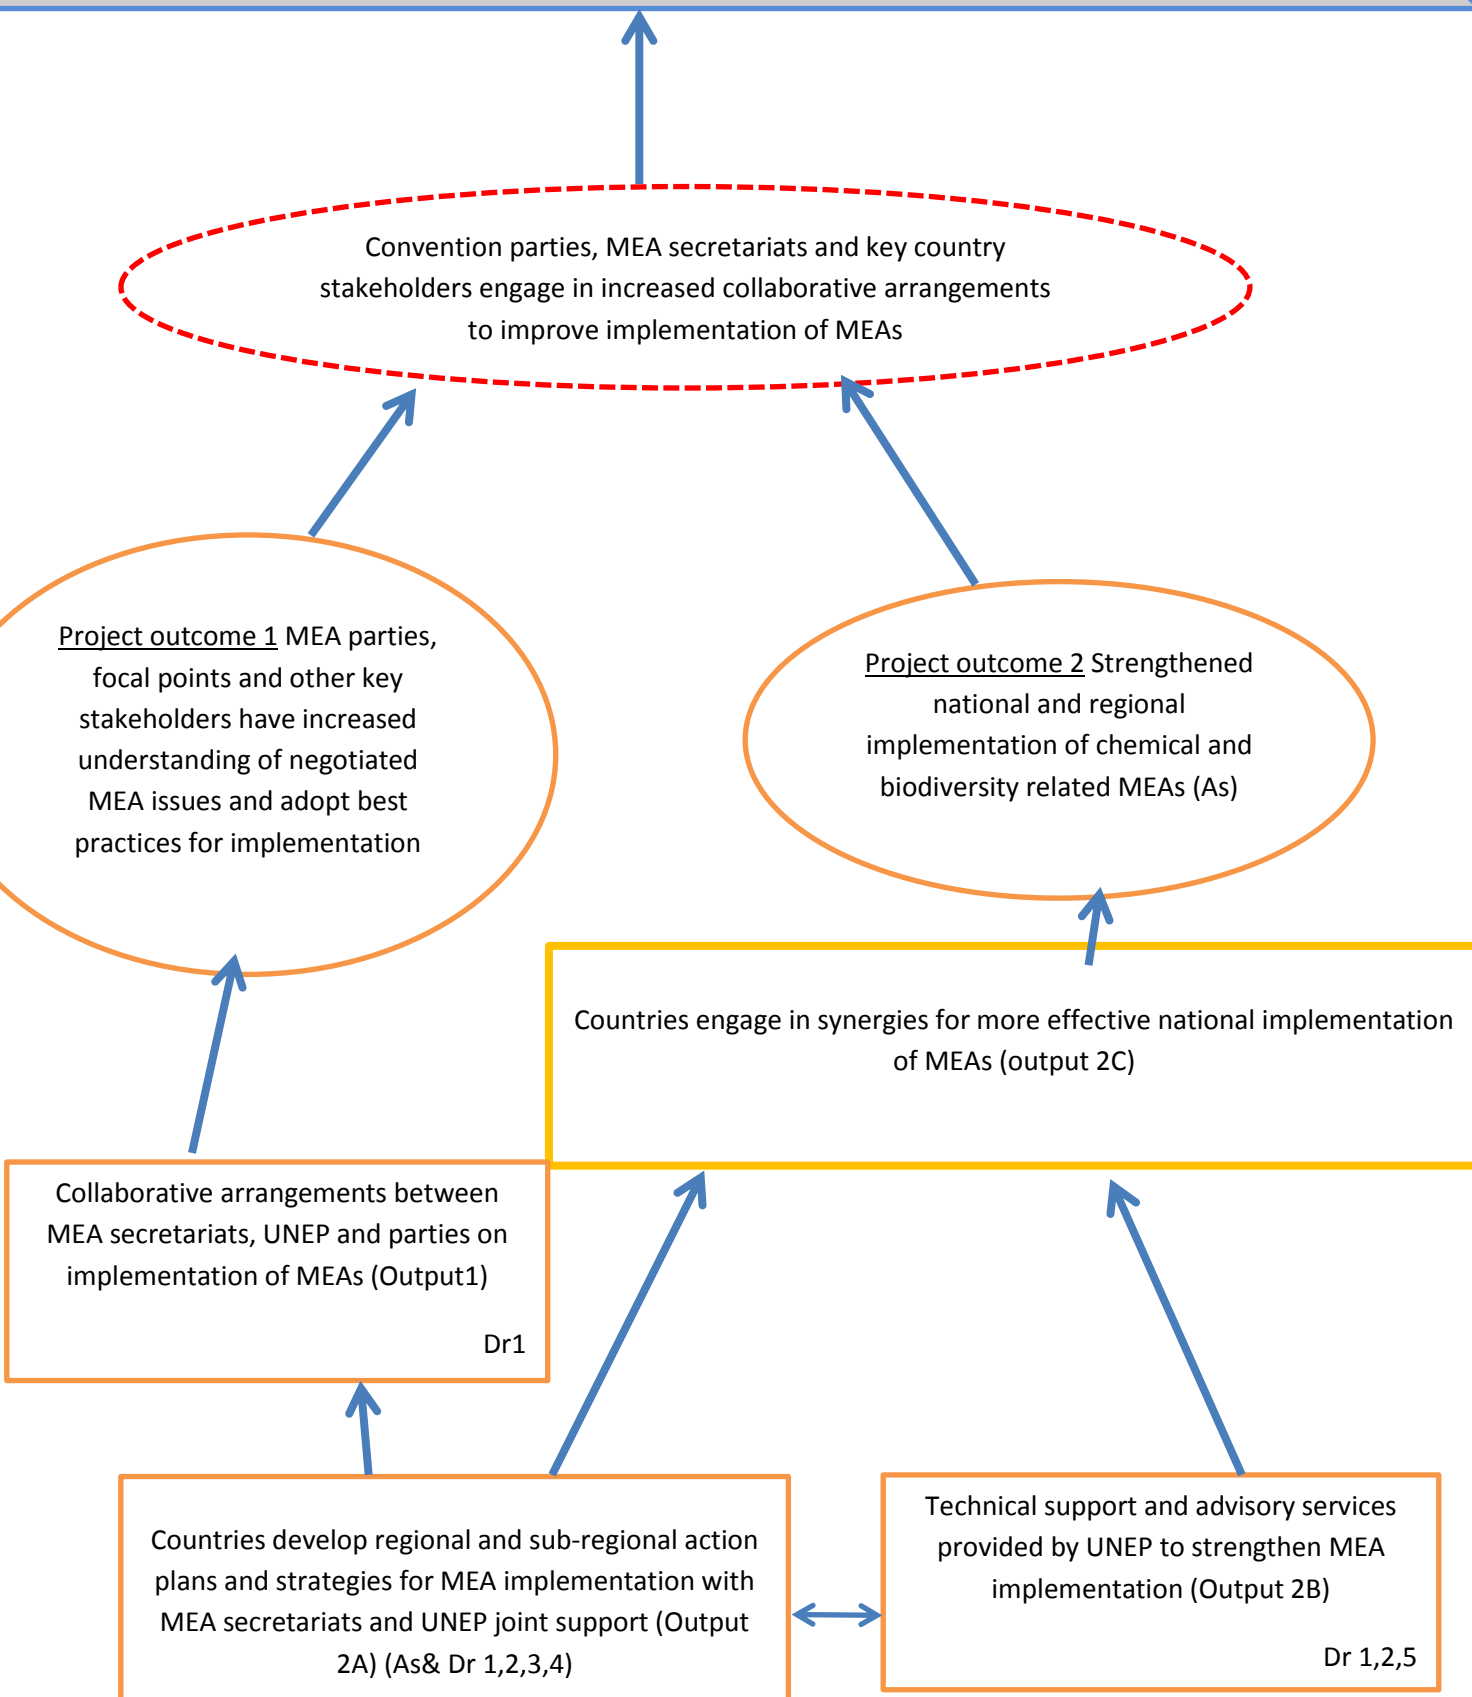 Convention parties, MEA secretariats and key country
stakeholders engage in increased collaborative arrangements
to improve implementation of MEAs
Project outcome 1 MEA parties,
focal points and other key
stakeholders have increased
understanding of negotiated
MEA issues and adopt best
practices for implementation
Project outcome 2 Strengthened
national and regional
implementation of chemical and
biodiversity related MEAs (As)
Countries engage in synergies for more effective national implementation
of MEAs (output 2C)
Collaborative arrangements between
MEA secretariats, UNEP and parties on
implementation of MEAs (Output1)
Dr1
Countries develop regional and sub-regional action
plans and strategies for MEA implementation with
MEA secretariats and UNEP joint support (Output
2A) (As& Dr 1,2,3,4)
Technical support and advisory services
provided by UNEP to strengthen MEA
implementation (Output 2B)
Dr 1,2,5